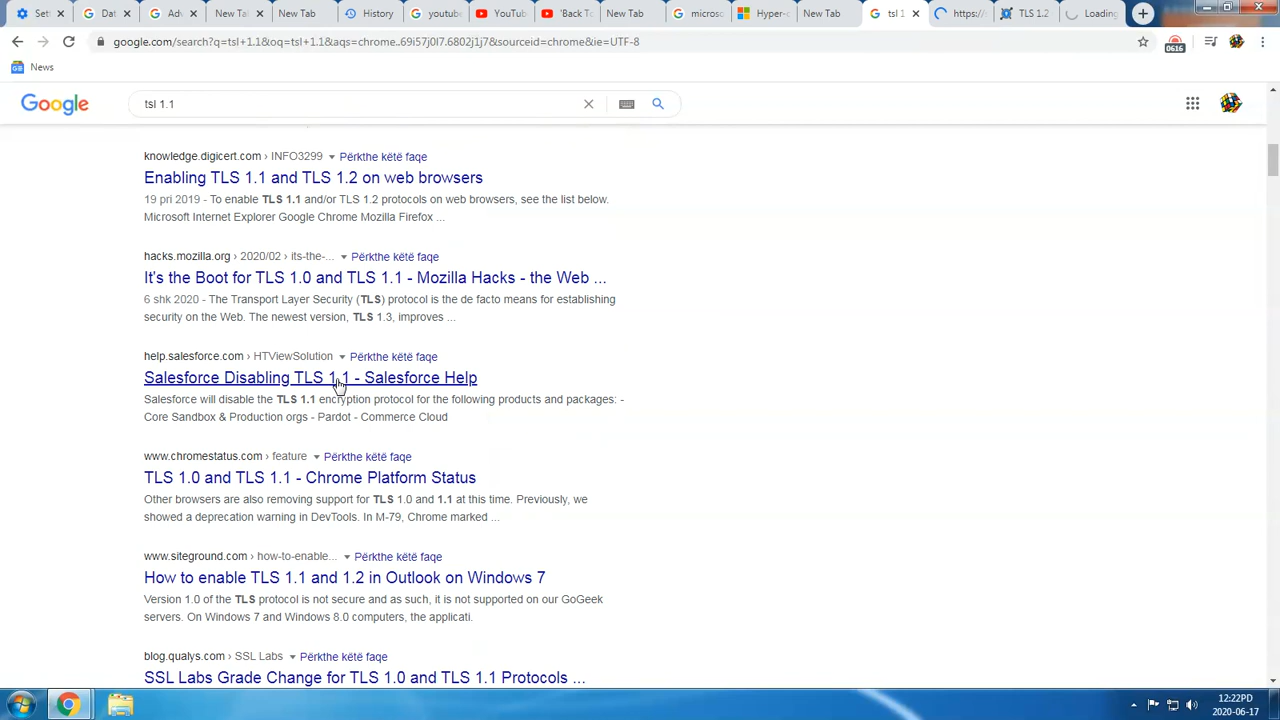 Set
Dat
Adv
New Tab
New Tab
History
youtube
YouTu
'Back To
New Tab
micros
Hyper-
New Tab
tsl 1
https:/
TLS 1.2
Loading
google.com/search?q=tsl+1.1&oq=tsl+1.1&aqs=chrome..69i57j0l7.6802j1j7&sourceid=chrome&ie=UTF-8
0616
News
Google
tsl 1.1
knowledge.digicert.com › INFO3299 Përkthe këtë faqe
Enabling TLS 1.1 and TLS 1.2 on web browsers
19 pri 2019 - To enable TLS 1.1 and/or TLS 1.2 protocols on web browsers, see the list below.
Microsoft Internet Explorer Google Chrome Mozilla Firefox ...
hacks.mozilla.org › 2020/02 › its-the-... Përkthe këtë faqe
It's the Boot for TLS 1.0 and TLS 1.1 - Mozilla Hacks - the Web ...
6 shk 2020 - The Transport Layer Security (TLS) protocol is the de facto means for establishing
security on the Web. The newest version, TLS 1.3, improves ...
help.salesforce.com › HTViewSolution Përkthe këtë faqe
Salesforce Disabling TLS 1.1 - Salesforce Help
Salesforce will disable the TLS 1.1 encryption protocol for the following products and packages: -
Core Sandbox & Production orgs - Pardot - Commerce Cloud
www.chromestatus.com › feature Përkthe këtë faqe
TLS 1.0 and TLS 1.1 - Chrome Platform Status
Other browsers are also removing support for TLS 1.0 and 1.1 at this time. Previously, we
showed a deprecation warning in DevTools. In M-79, Chrome marked ...
www.siteground.com › how-to-enable... Përkthe këtë faqe
How to enable TLS 1.1 and 1.2 in Outlook on Windows 7
Version 1.0 of the TLS protocol is not secure and as such, it is not supported on our GoGeek
servers. On Windows 7 and Windows 8.0 computers, the applicati.
blog.qualys.com › SSL Labs Përkthe këtë faqe
SSL Labs Grade Change for TLS 1.0 and TLS 1.1 Protocols ...
12:22PD
2020-06-17